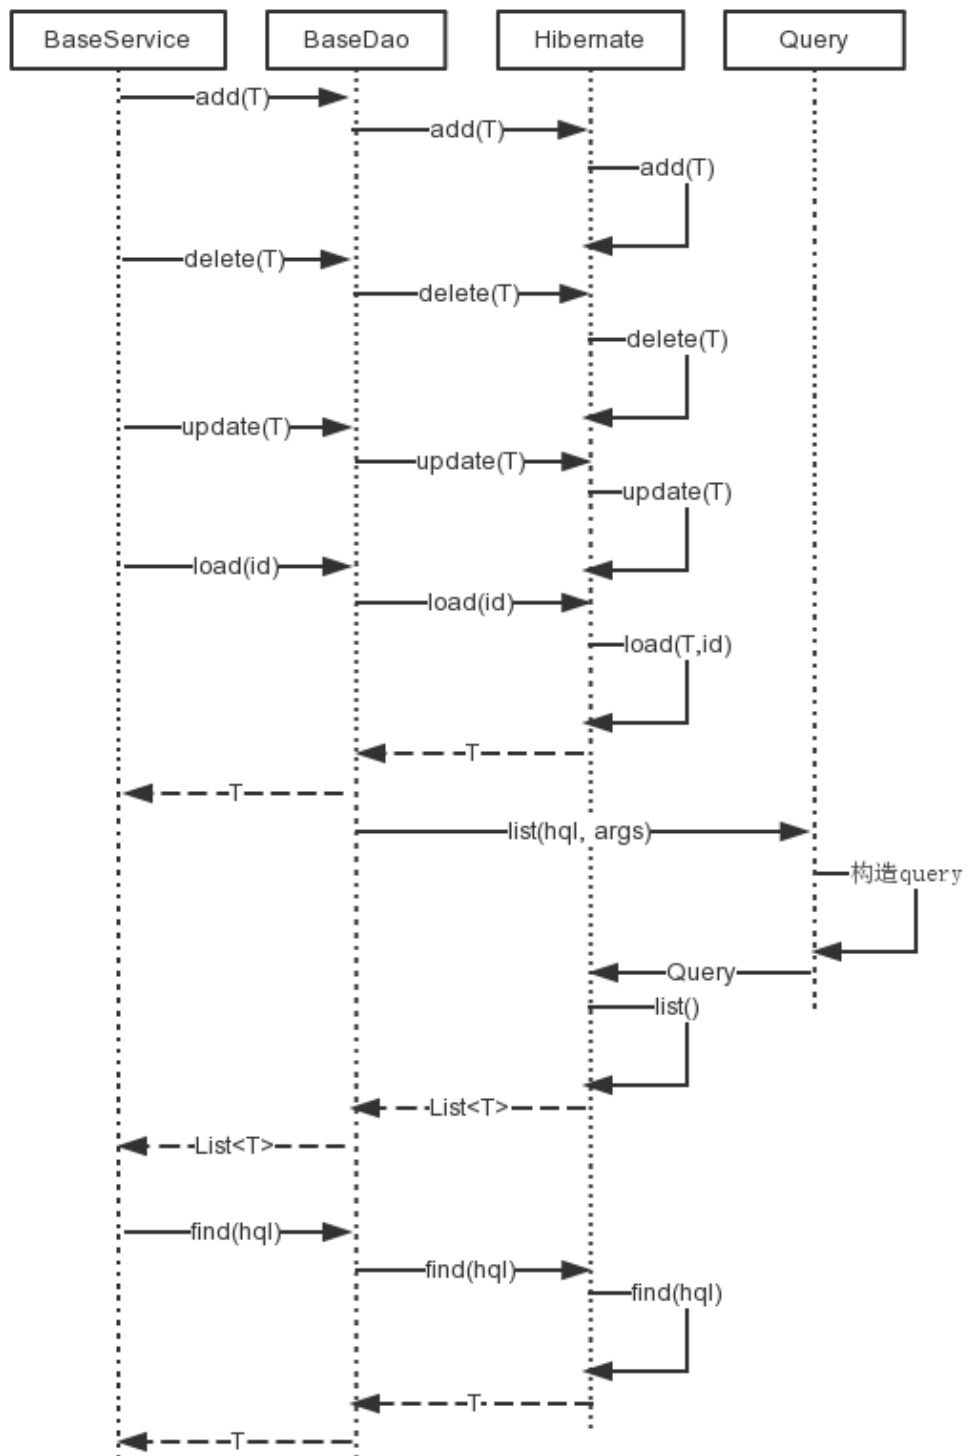 BaseService
BaseDao
Hibernate
Query
add(T)
add(T)
add(T)
delete(T)
delete(T)
delete(T)
update(T)
update(T)
update(T)
load(id)
load(id)
load(T,id)
T
T
list(hql, args)
构造query
Query
list()
List<T>
List<T>
find(hql)
find(hql)
find(hql)
T
T